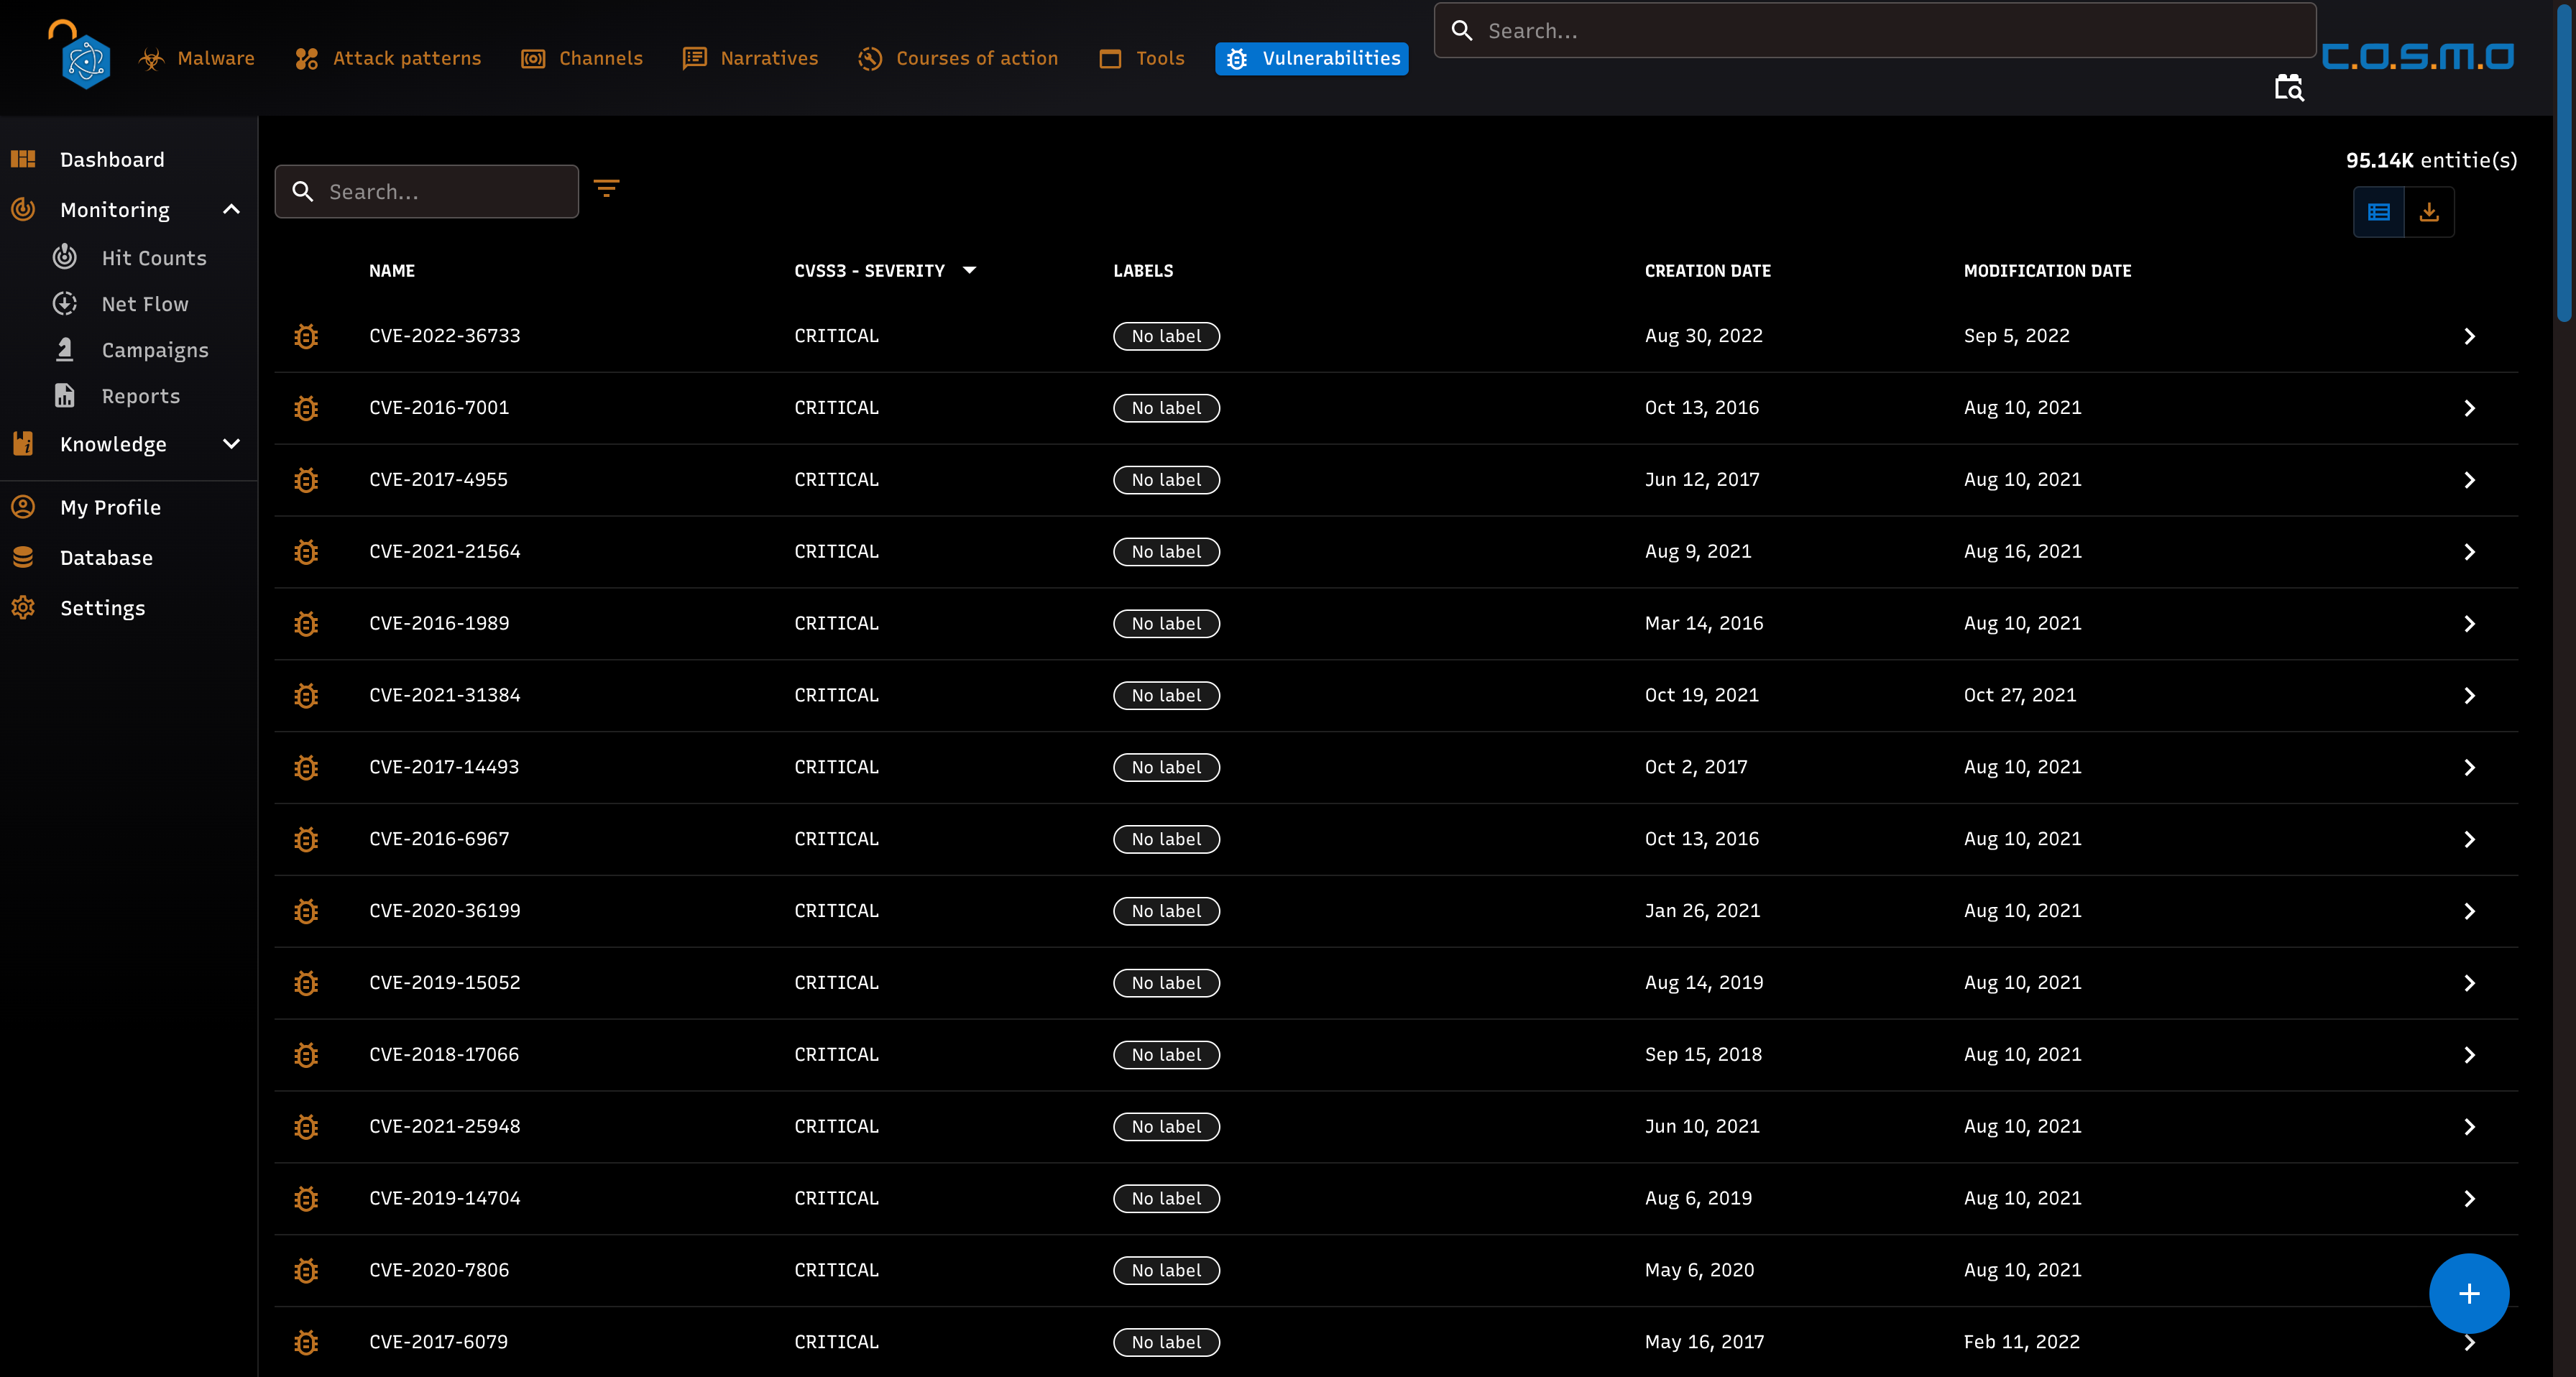 Malware
Attack patterns
Channels
Narratives
Courses of action
Tools
Vulnerabilities
Search...
c.o.s.m.o
Dashboard
Monitoring
Hit Counts
Net Flow
Campaigns
Reports
Knowledge
My Profile
Database
Settings
Search...
95.14K entitie(s)
NAME CVSS3 - SEVERITY LABELS CREATION DATE MODIFICATION DATE
CVE-2022-36733 CRITICAL No label Aug 30, 2022 Sep 5, 2022
CVE-2016-7001 CRITICAL No label Oct 13, 2016 Aug 10, 2021
CVE-2017-4955 CRITICAL No label Jun 12, 2017 Aug 10, 2021
CVE-2021-21564 CRITICAL No label Aug 9, 2021 Aug 16, 2021
CVE-2016-1989 CRITICAL No label Mar 14, 2016 Aug 10, 2021
CVE-2021-31384 CRITICAL No label Oct 19, 2021 Oct 27, 2021
CVE-2017-14493 CRITICAL No label Oct 2, 2017 Aug 10, 2021
CVE-2016-6967 CRITICAL No label Oct 13, 2016 Aug 10, 2021
CVE-2020-36199 CRITICAL No label Jan 26, 2021 Aug 10, 2021
CVE-2019-15052 CRITICAL No label Aug 14, 2019 Aug 10, 2021
CVE-2018-17066 CRITICAL No label Sep 15, 2018 Aug 10, 2021
CVE-2021-25948 CRITICAL No label Jun 10, 2021 Aug 10, 2021
CVE-2019-14704 CRITICAL No label Aug 6, 2019 Aug 10, 2021
CVE-2020-7806 CRITICAL No label May 6, 2020 Aug 10, 2021
CVE-2017-6079 CRITICAL No label May 16, 2017 Feb 11, 2022